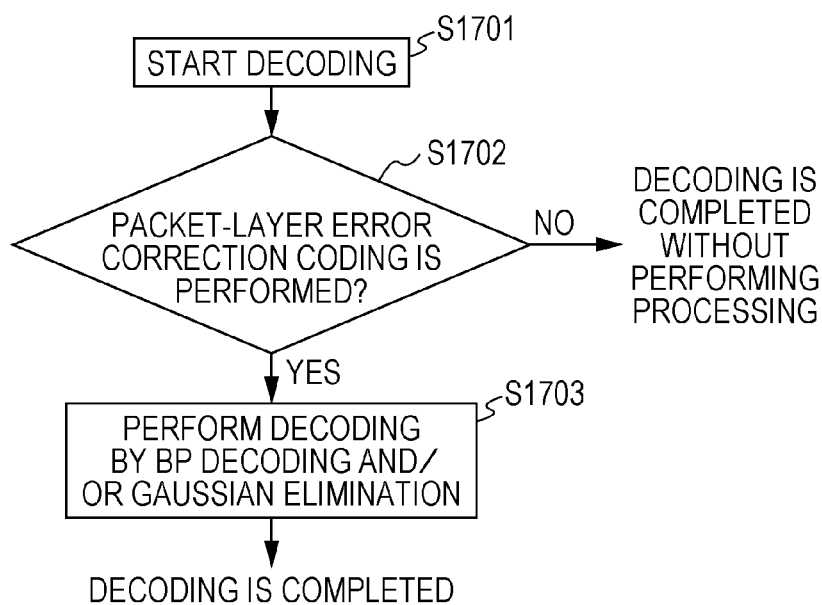 S1701
START DECODING
S1702
PACKET-LAYER ERROR
CORRECTION CODING IS
PERFORMED?
NO
DECODING IS
COMPLETED
WITHOUT
PERFORMING
PROCESSING
YES
S1703
PERFORM DECODING
BY BP DECODING AND/
OR GAUSSIAN ELIMINATION
DECODING IS COMPLETED